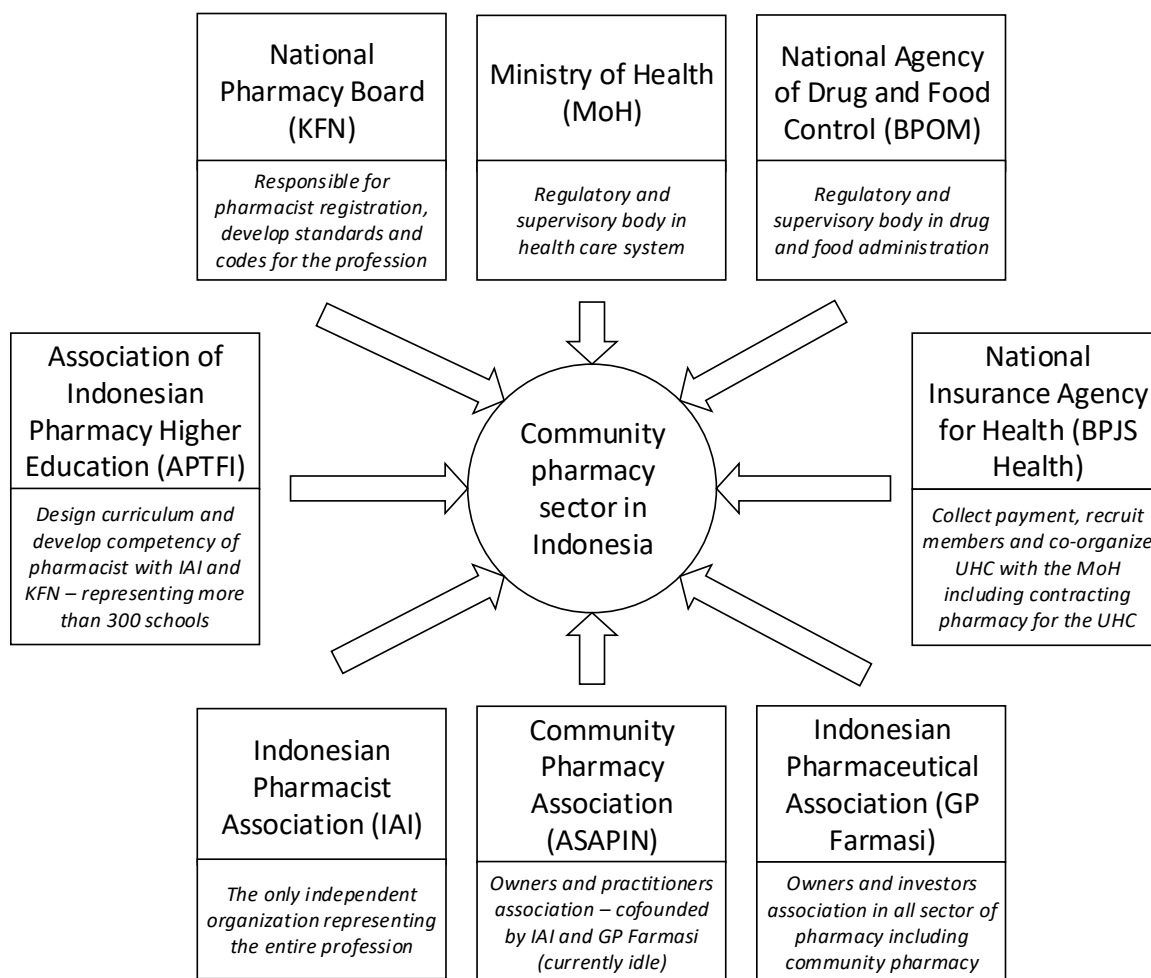 National
Pharmacy Board
(KFN)
Responsible for
pharmacist registration,
develop standards and
codes for the profession
Ministry of Health
(MoH)
Regulatory and
supervisory body in
health care system
National Agency
of Drug and Food
Control (BPOM)
Regulatory and
supervisory body in drug
and food administration
Association of
Indonesian
Pharmacy Higher
Education (APTFI)
Design curriculum and
develop competency of
pharmacist with IAI and
KFN – representing more
than 300 schools
Community
pharmacy
sector in
Indonesia
National
Insurance Agency
for Health (BPJS
Health)
Collect payment, recruit
members and co-organize
UHC with the MoH
including contracting
pharmacy for the UHC
Indonesian
Pharmacist
Association (IAI)
The only independent
organization representing
the entire profession
Community
Pharmacy
Association
(ASAPIN)
Owners and practitioners
association – cofounded
by IAI and GP Farmasi
(currently idle)
Indonesian
Pharmaceutical
Association (GP
Farmasi)
Owners and investors
association in all sector of
pharmacy including
community pharmacy